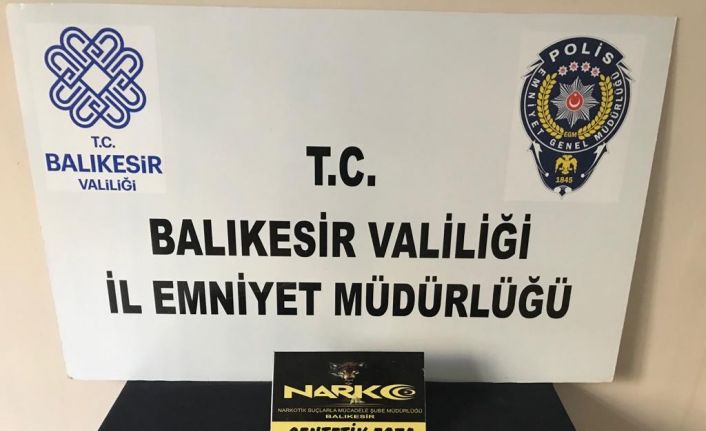 T.C.
BALIKESİR
VALİLİĞİ
POLİS
EMNİYET GENEL MÜDÜRLÜĞÜ
EGM
1845
T.C.
BALIKESİR VALİLİĞİ
İL EMNİYET MÜDÜRLÜĞÜ
NARKO
NARKOTİK SUÇLARLA MÜCADELE ŞUBE MÜDÜRLÜĞÜ
BALIKESİR